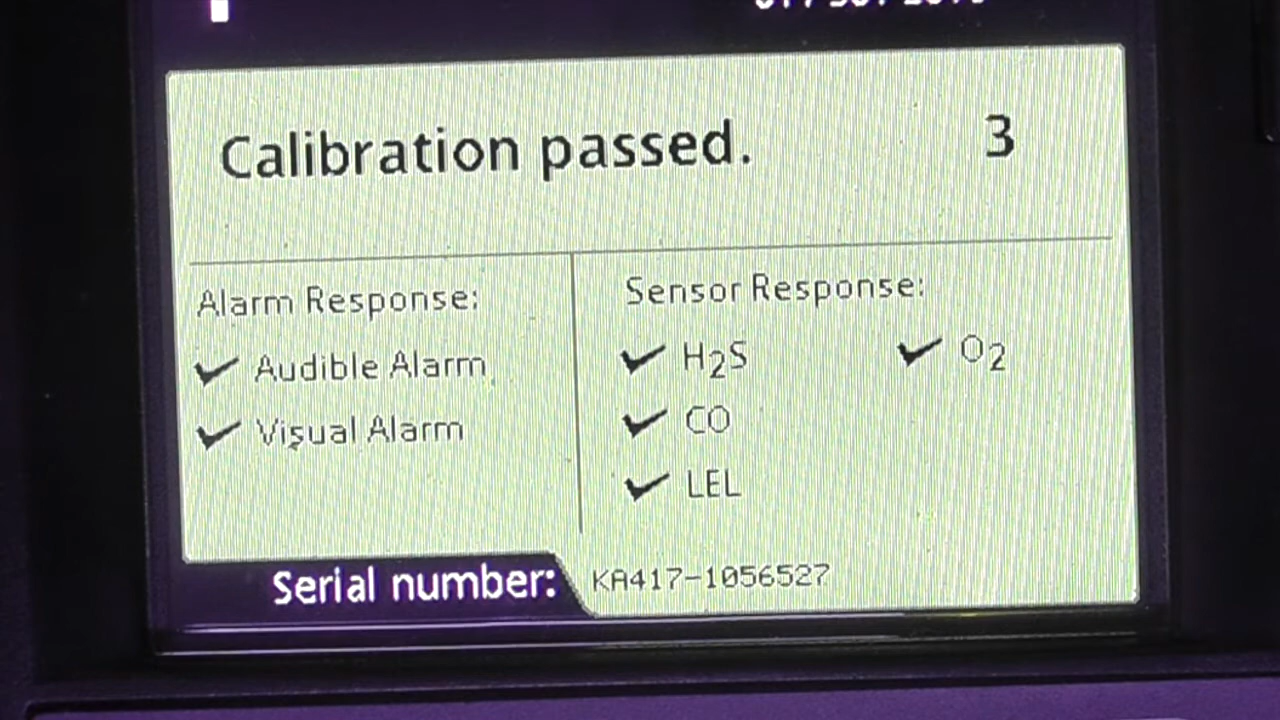 Calibration passed. 3
Alarm Response:
Audible Alarm
Visual Alarm
Sensor Response:
H2S O2
CO
LEL
Serial number: KA417-1056527